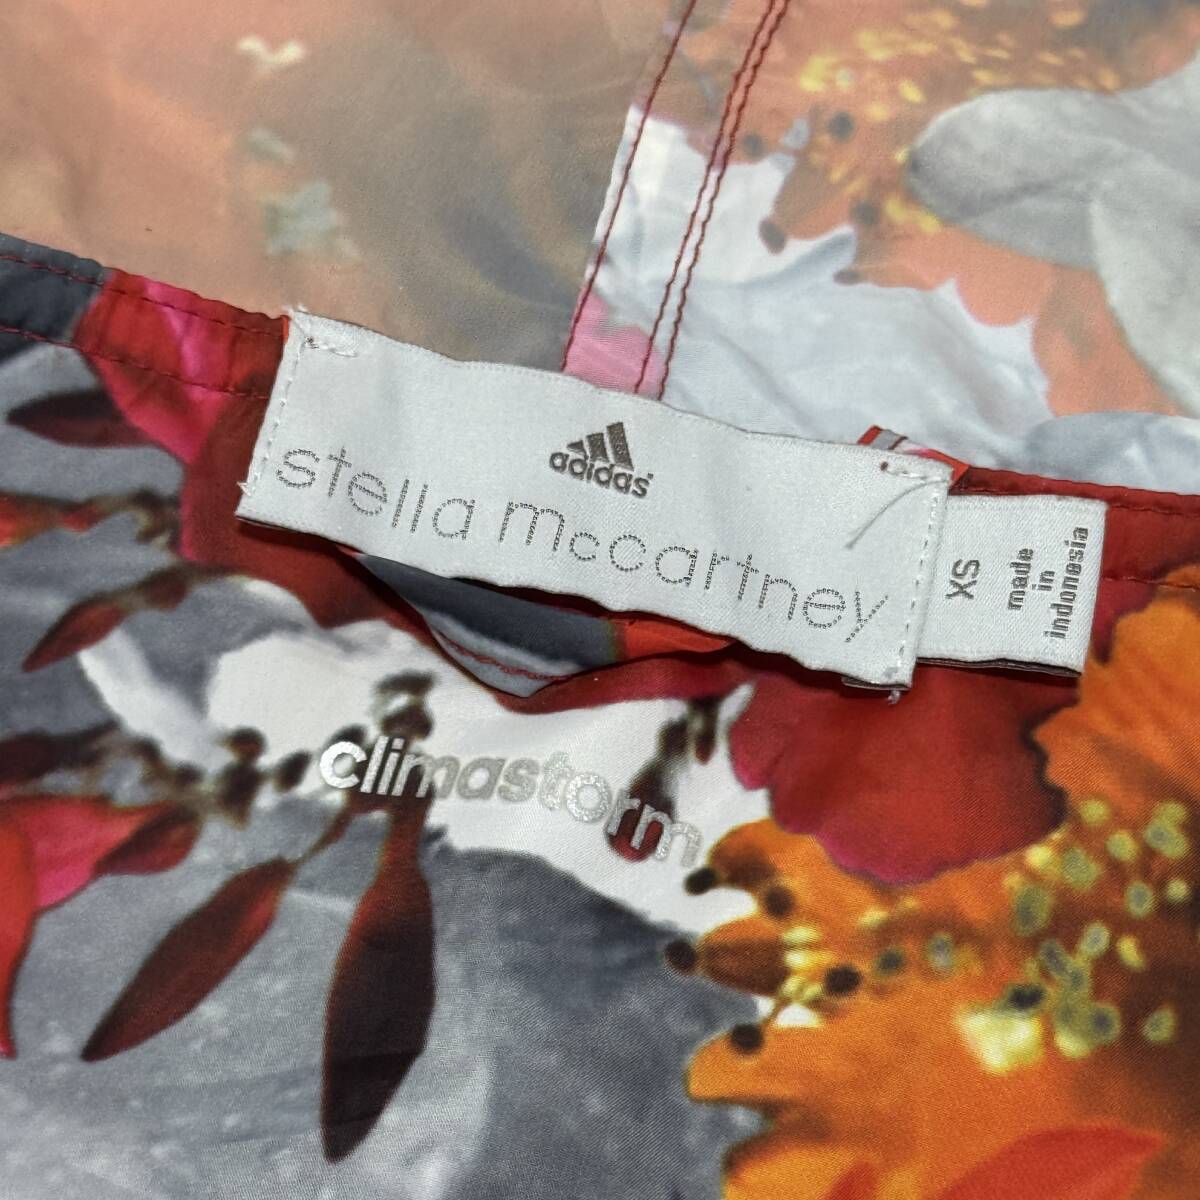 adidas
stella mccartney
XS
made
in
indonesia
climastorm